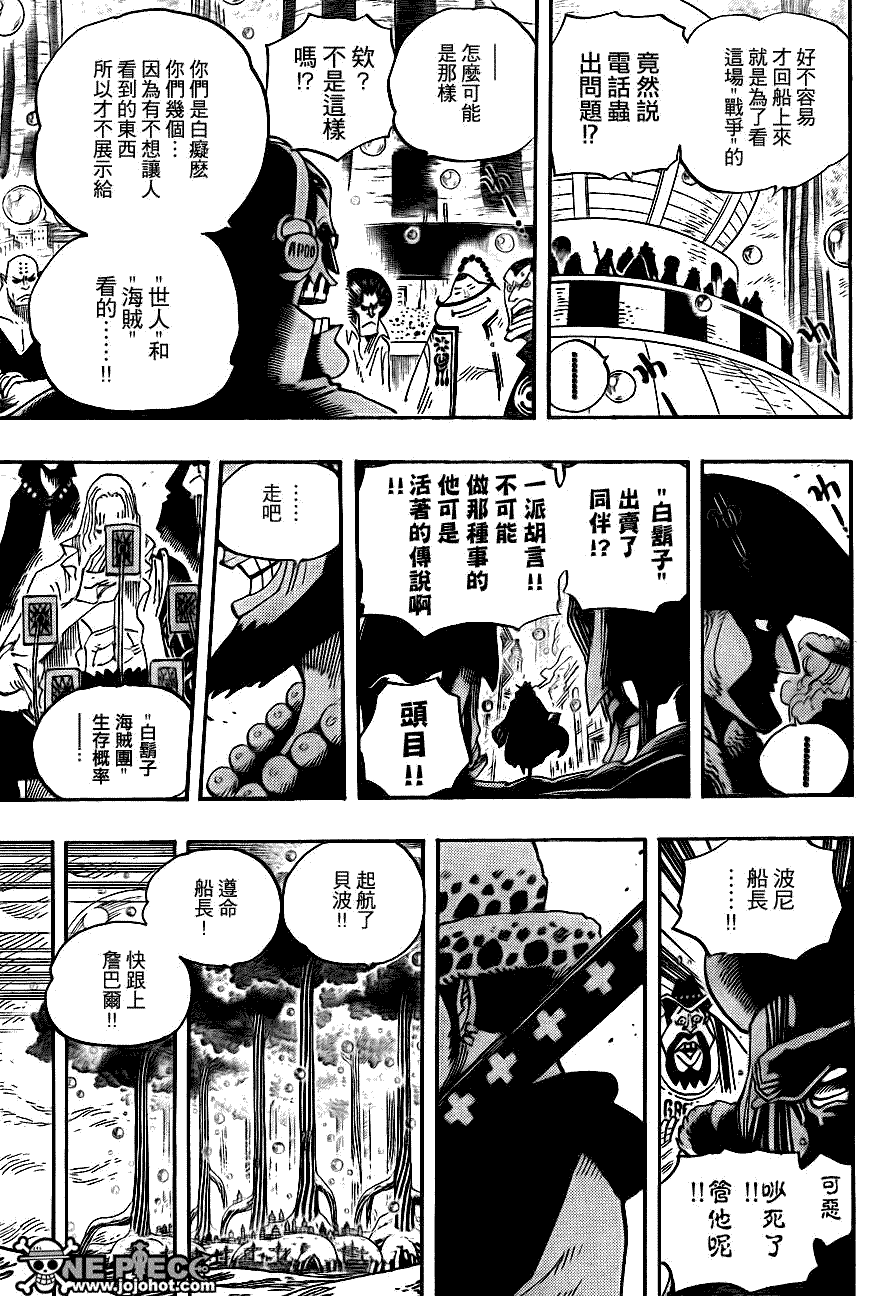 好不容易
才回船上來
就是為了看
這場"戰爭"的
竟然說
電話蟲
出問題!?
…………
——
怎麼可能
是那樣
欸？
不是這樣
嗎!?
你們是白癡麼
你們幾個…
因為有不想讓人
看到的東西
所以才不展示給
"世人"和
"海賊"
看的……!!
APOO
…………
"白鬍子"
出賣了
同伴!?
一派胡言!!
不可能
做那種事的
他可是
活著的傳說啊
!!
頭目!!
……
走吧
"白鬍子
海賊團"
生存概率
——…
波尼
船長
……!!
可惡
吵死了
!!
管他呢
!!
起航了
貝波!!
遵命
船長！
快跟上
詹巴爾!!
ONE PIECE
www.jojohot.com